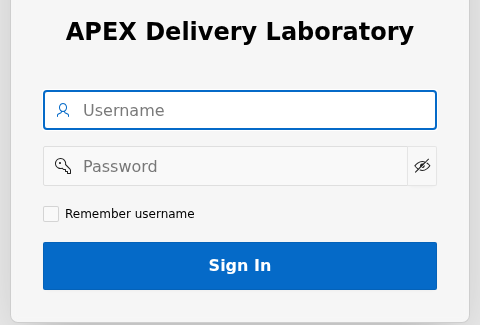 APEX Delivery Laboratory
Username
Password
Remember username
Sign In